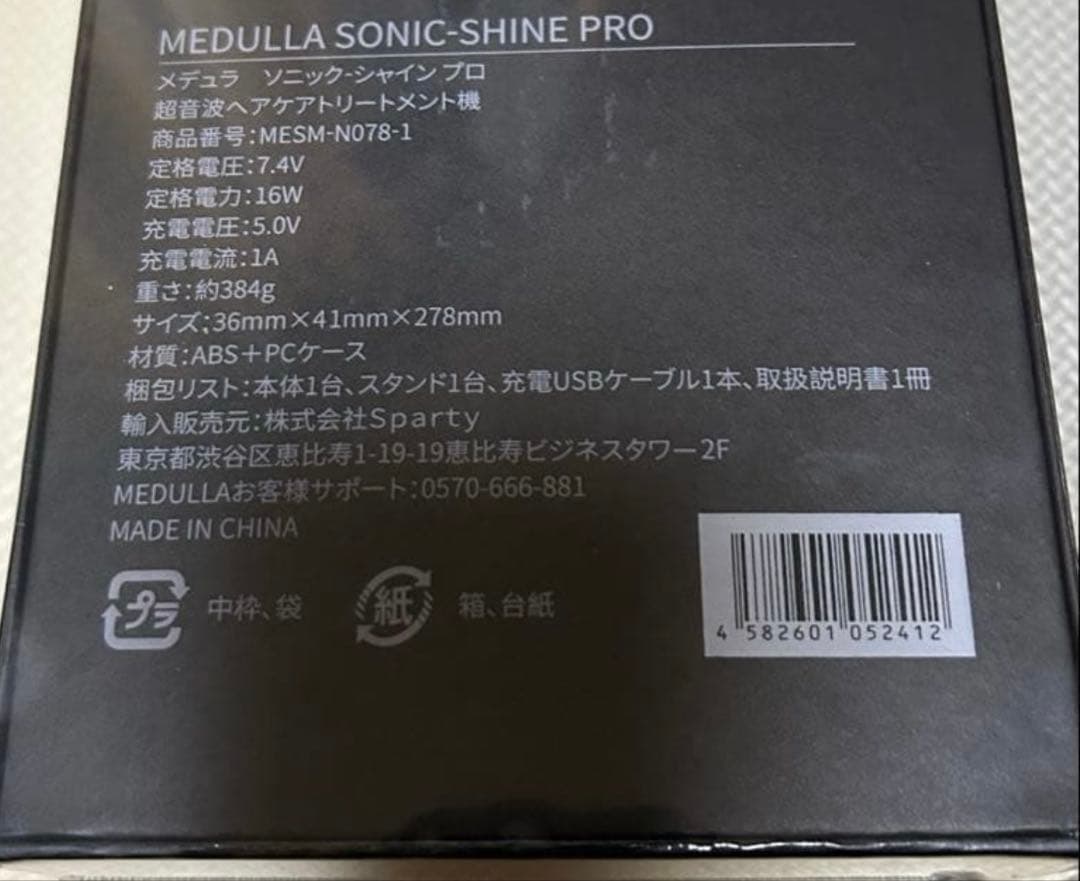 MEDULLA SONIC-SHINE PRO
メデュラ ソニック-シャイン プロ
超音波ヘアケアトリートメント機
商品番号:MESM-N078-1
定格電圧:7.4V
定格電力:16W
充電電圧:5.0V
充電電流:1A
重さ:約384g
サイズ:36mm×41mm×278mm
材質:ABS+PCケース
梱包リスト:本体1台、スタンド1台、充電USBケーブル1本、取扱説明書1冊
輸入販売元:株式会社Sparty
東京都渋谷区恵比寿1-19-19恵比寿ビジネスタワー2F
MEDULLAお客様サポート:0570-666-881
MADE IN CHINA
プラ 中枠、袋 紙 箱、台紙
4 582601 052412